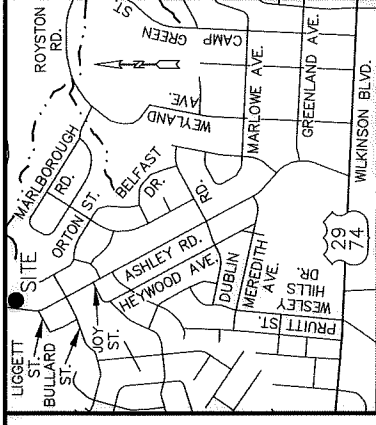 ROYSTON
RD.
CAMP
GREEN
ST.
MARLBOROUGH
RD.
WEYLAND
AVE.
MARLOWE AVE.
GREENLAND AVE.
WILKINSON BLVD.
SITE
ORTON ST.
BELFAST
DR.
ASHLEY RD.
HEYWOOD AVE.
DUBLIN
RD.
MEREDITH
AVE.
WESLEY
HILLS
DR.
PRUITT ST.
29
74
LIGGETT
ST.
BULLARD
ST.
JOY
ST.
N